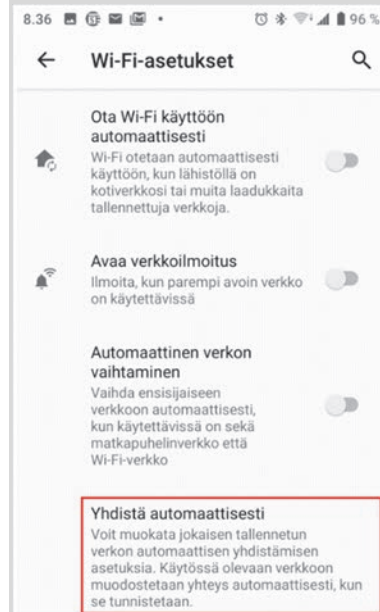 8.36 96 %
Wi-Fi-asetukset
Ota Wi-Fi käyttöön
automaattisesti
Wi-Fi otetaan automaattisesti
käyttöön, kun lähistöllä on
kotiverkkosi tai muita laadukkaita
tallennettuja verkkoja.
Avaa verkkoilmoitus
Ilmoita, kun parempi avoin verkko
on käytettävissä
Automaattinen verkon
vaihtaminen
Vaihda ensisijaiseen
verkkoon automaattisesti,
kun käytettävissä on sekä
matkapuhelinverkko että
Wi-Fi-verkko
Yhdistä automaattisesti
Voit muokata jokaisen tallennetun
verkon automaattisen yhdistämisen
asetuksia. Käytössä olevaan verkkoon
muodostetaan yhteys automaattisesti, kun
se tunnistetaan.